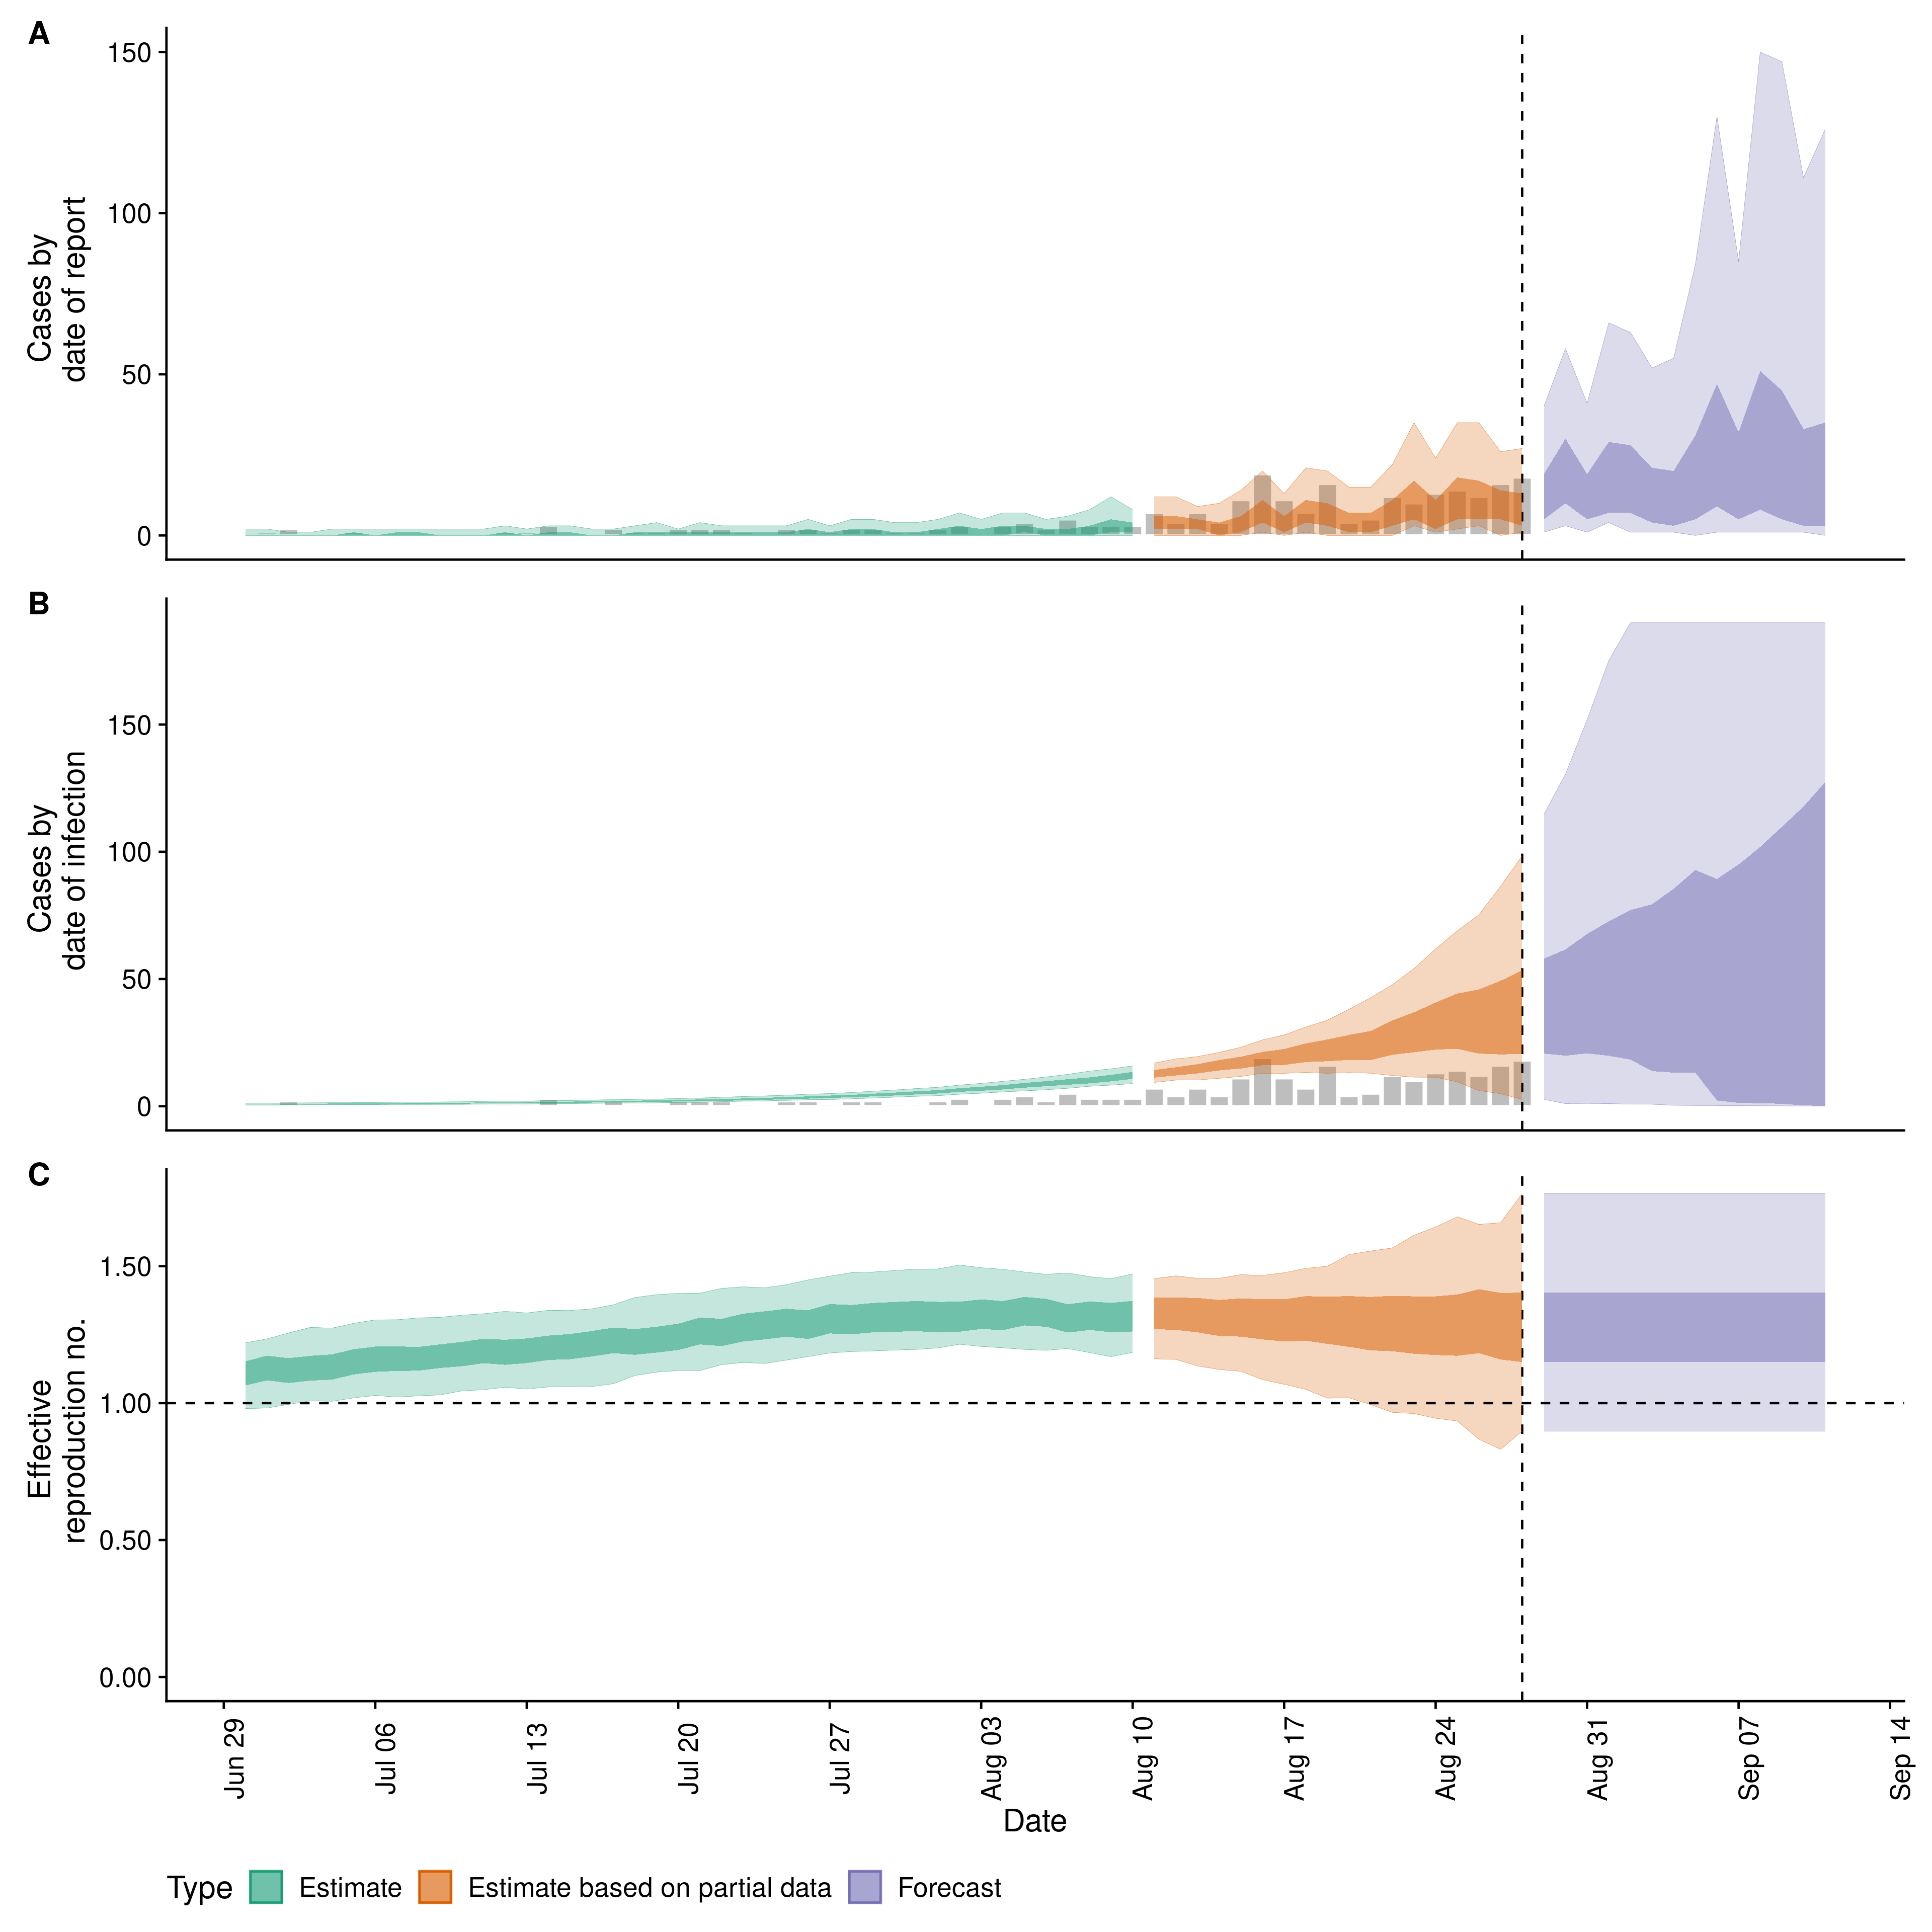 A
150
100
50
0
Cases by
date of report
B
150
100
50
0
Cases by
date of infection
C
1.50
1.00
0.50
0.00
Effective
reproduction no.
Jun 29
Jul 06
Jul 13
Jul 20
Jul 27
Aug 03
Aug 10
Aug 17
Aug 24
Aug 31
Sep 07
Sep 14
Date
Type Estimate Estimate based on partial data Forecast